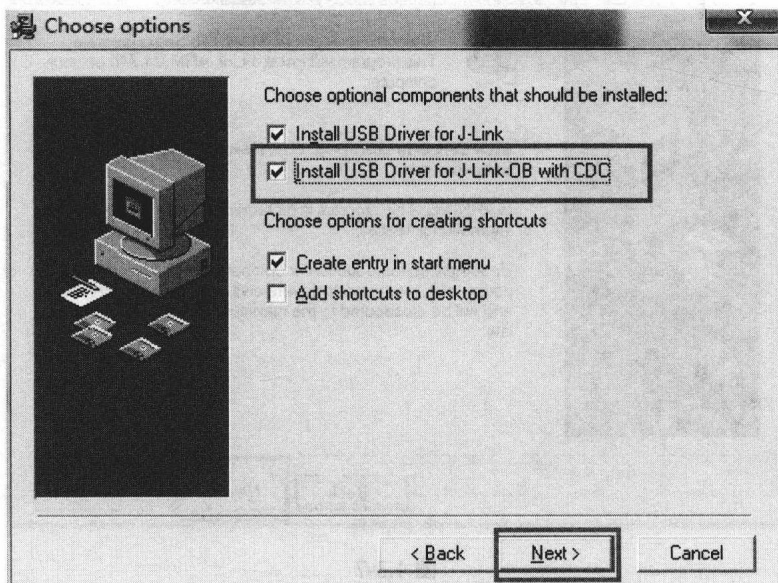 Choose options
Choose optional components that should be installed:
Install USB Driver for J-Link
Install USB Driver for J-Link-OB with CDC
Choose options for creating shortcuts
Create entry in start menu
Add shortcuts to desktop
< Back
Next >
Cancel